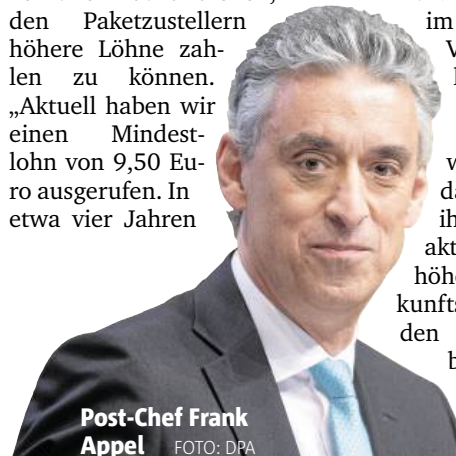 den Paketzustellern
höhere Löhne zah-
len zu können.
„Aktuell haben wir
einen Mindest-
lohn von 9,50 Eu-
ro ausgerufen. In
etwa vier Jahren
im
ih
akt
höhe
kunfts
den
b
Post-Chef Frank
Appel FOTO: DPA